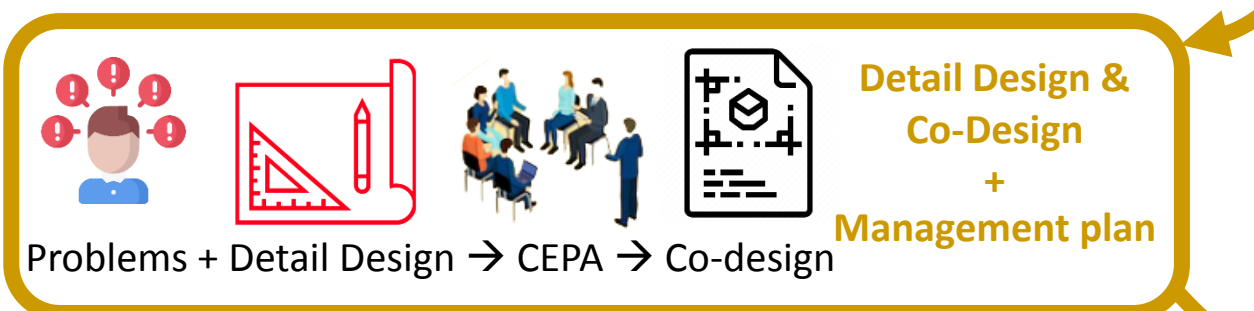 Detail Design &
Co-Design
+
Management plan
Problems + Detail Design → CEPA → Co-design